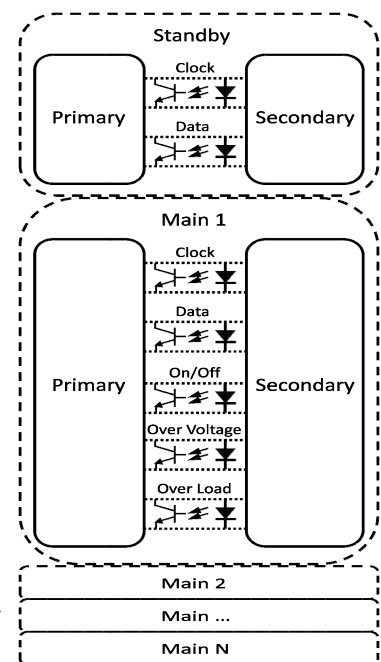 Standby
Clock
Primary
Secondary
Data
Main 1
Clock
Data
On/Off
Primary
Secondary
Over Voltage
Over Load
Main 2
Main ...
Main N